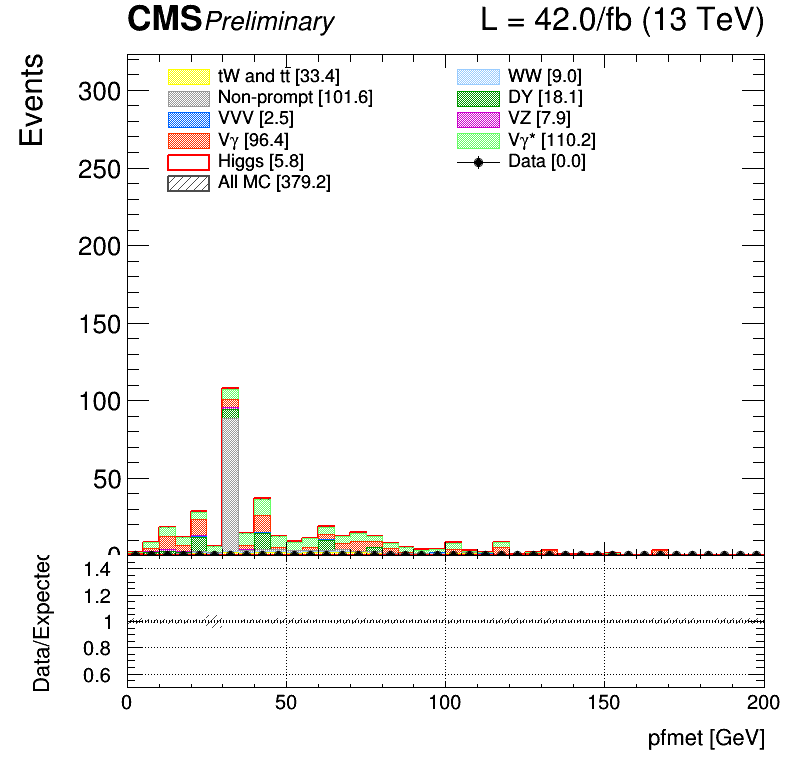 CMS Preliminary L = 42.0/fb (13 TeV)
Events
300
250
200
150
100
50
0
tW and tt̄ [33.4]
Non-prompt [101.6]
VVV [2.5]
Vγ [96.4]
Higgs [5.8]
All MC [379.2]
WW [9.0]
DY [18.1]
VZ [7.9]
Vγ* [110.2]
Data [0.0]
Data/Expected
1.4
1.2
1
0.8
0.6
0 50 100 150 200
pfmet [GeV]